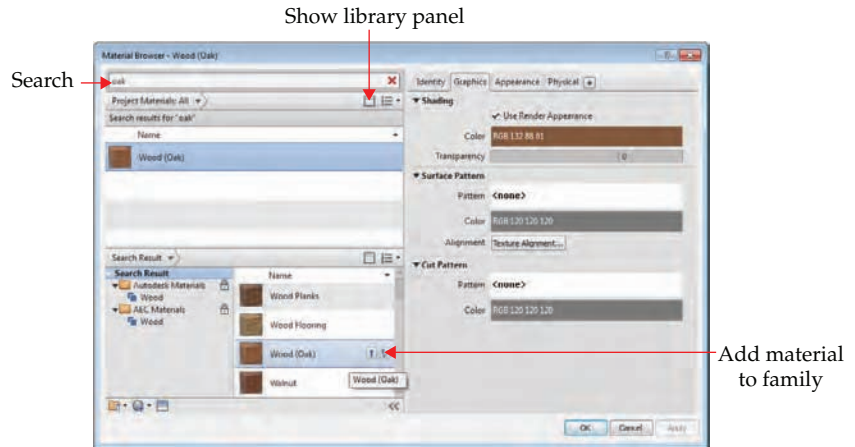 Show library panel
Material Browser - Wood (Oak)
Search
oak
Identity Graphics Appearance Physical
Project Materials: All
Shading
Search results for "oak"
Use Render Appearance
Name
Color RGB 132 88 61
Wood (Oak)
Transparency 0
Surface Pattern
Pattern <none>
Color RGB 120 120 120
Alignment Texture Alignment...
Search Result
Cut Pattern
Search Result
Name
Autodesk Materials
Pattern <none>
Wood
Wood Planks
AEC Materials
Color RGB 120 120 120
Wood
Wood Flooring
Wood (Oak)
Add material
to family
Walnut
Wood (Oak)
OK Cancel Apply